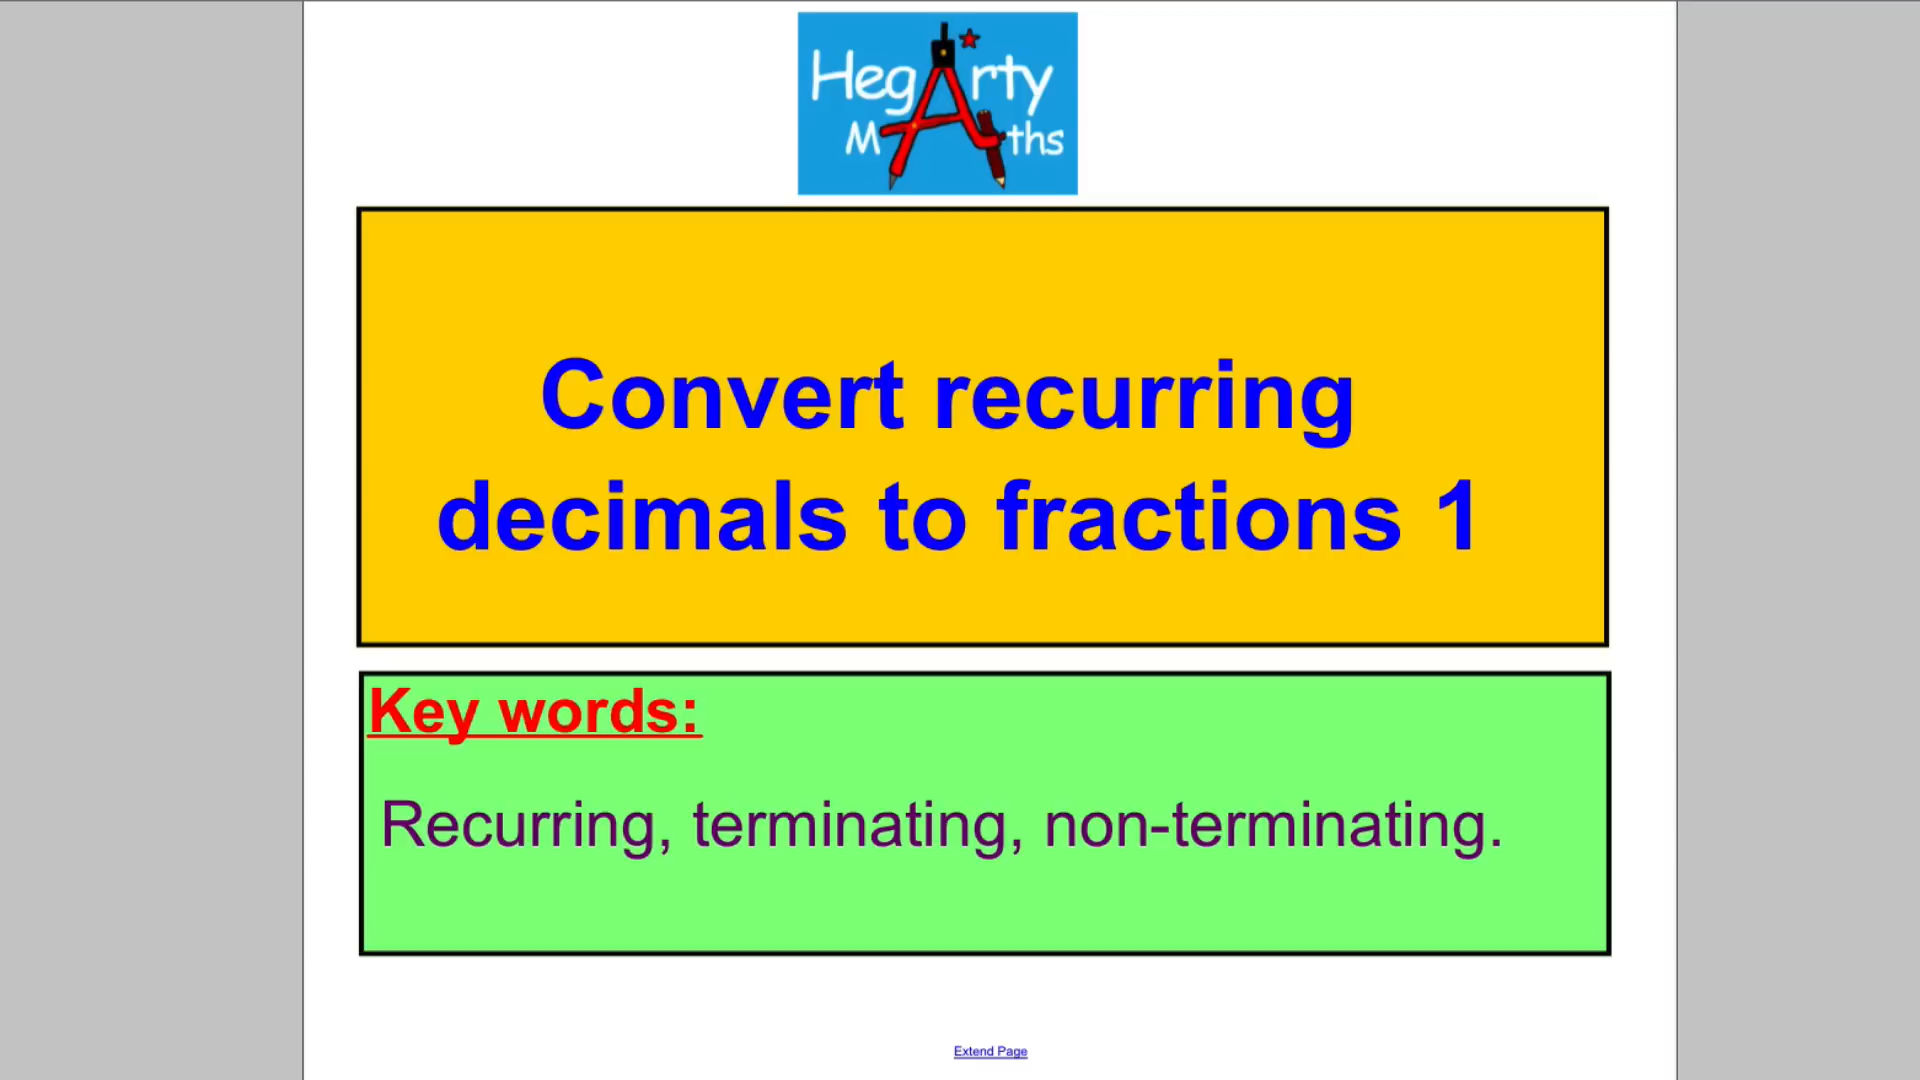 HegArty
MAths
Convert recurring
decimals to fractions 1
Key words:
Recurring, terminating, non-terminating.
Extend Page